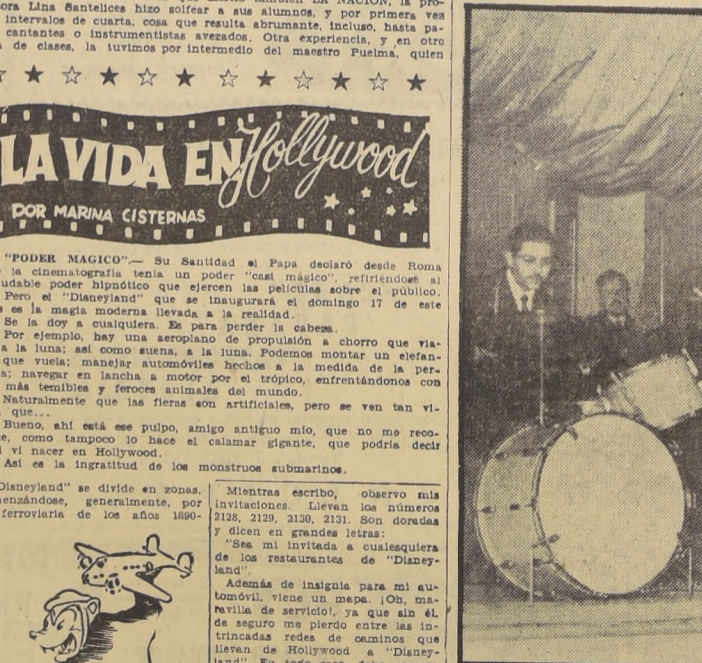 ora Lina Santelices hizo solfear a sus alumnos, y por primera vez
intervalos de cuarta, cosa que resulta abrumante, incluso, hasta pa-
cantantes o instrumentistas avezados. Otra experiencia, y en otro
de clases, la tuvimos por intermedio del maestro Puelma, quien
LA VIDA EN Hollywood
POR MARINA CISTERNAS
"PODER MAGICO".— Su Santidad el Papa declaró desde Roma
la cinematografía tenía un poder "casi mágico", refiriéndose al
udable poder hipnótico que ejercen las películas sobre el público.
Pero el "Disneyland" que se inaugurará el domingo 17 de este
s es la magia moderna llevada a la realidad.
Se la doy a cualquiera. Es para perder la cabeza.
Por ejemplo, hay una aeroplano de propulsión a chorro que via-
a la luna; así como suena, a la luna. Podemos montar un elefan-
que vuela; manejar automóviles hechos a la medida de la per-
a; navegar en lancha a motor por el trópico, enfrentándonos con
más temibles y feroces animales del mundo.
Naturalmente que las fieras son artificiales, pero se ven tan vi-
que...
Bueno, ahí está ese pulpo, amigo antiguo mío, que no me reco-
e, como tampoco lo hace el calamar gigante, que podría decir
i vi nacer en Hollywood.
Así es la ingratitud de los monstruos submarinos.
Disneyland" se divide en zonas,
menzándose, generalmente, por
ferroviaria de los años 1890-
Mientras escribo, observo mis
invitaciones. Llevan los números
2128, 2129, 2130, 2131. Son doradas
y dicen en grandes letras:
"Sea mi invitada a cualesquiera
de los restaurantes de "Disney-
land".
Además de insignia para mi au-
tomóvil, viene un mapa. ¡Oh, ma-
ravilla de servicio!, ya que sin él,
de seguro me pierdo entre las in-
trincadas redes de caminos que
llevan de Hollywood a "Disney-
land". En todo caso